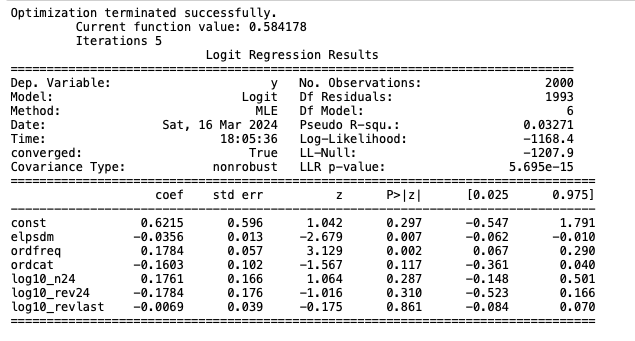 Optimization terminated successfully.
         Current function value: 0.584178
         Iterations 5
                           Logit Regression Results
==============================================================================
Dep. Variable:                      y   No. Observations:                 2000
Model:                          Logit   Df Residuals:                     1993
Method:                           MLE   Df Model:                            6
Date:                Sat, 16 Mar 2024   Pseudo R-squ.:                 0.03271
Time:                        18:05:36   Log-Likelihood:                -1168.4
converged:                       True   LL-Null:                       -1207.9
Covariance Type:            nonrobust   LLR p-value:                 5.695e-15
=================================================================================
                    coef    std err          z      P>|z|      [0.025      0.975]
---------------------------------------------------------------------------------
const             0.6215      0.596      1.042      0.297      -0.547       1.791
elpsdm           -0.0356      0.013     -2.679      0.007      -0.062      -0.010
ordfreq           0.1784      0.057      3.129      0.002       0.067       0.290
ordcat           -0.1603      0.102     -1.567      0.117      -0.361       0.040
log10_n24         0.1761      0.166      1.064      0.287      -0.148       0.501
log10_rev24      -0.1784      0.176     -1.016      0.310      -0.523       0.166
log10_revlast    -0.0069      0.039     -0.175      0.861      -0.084       0.070
=================================================================================